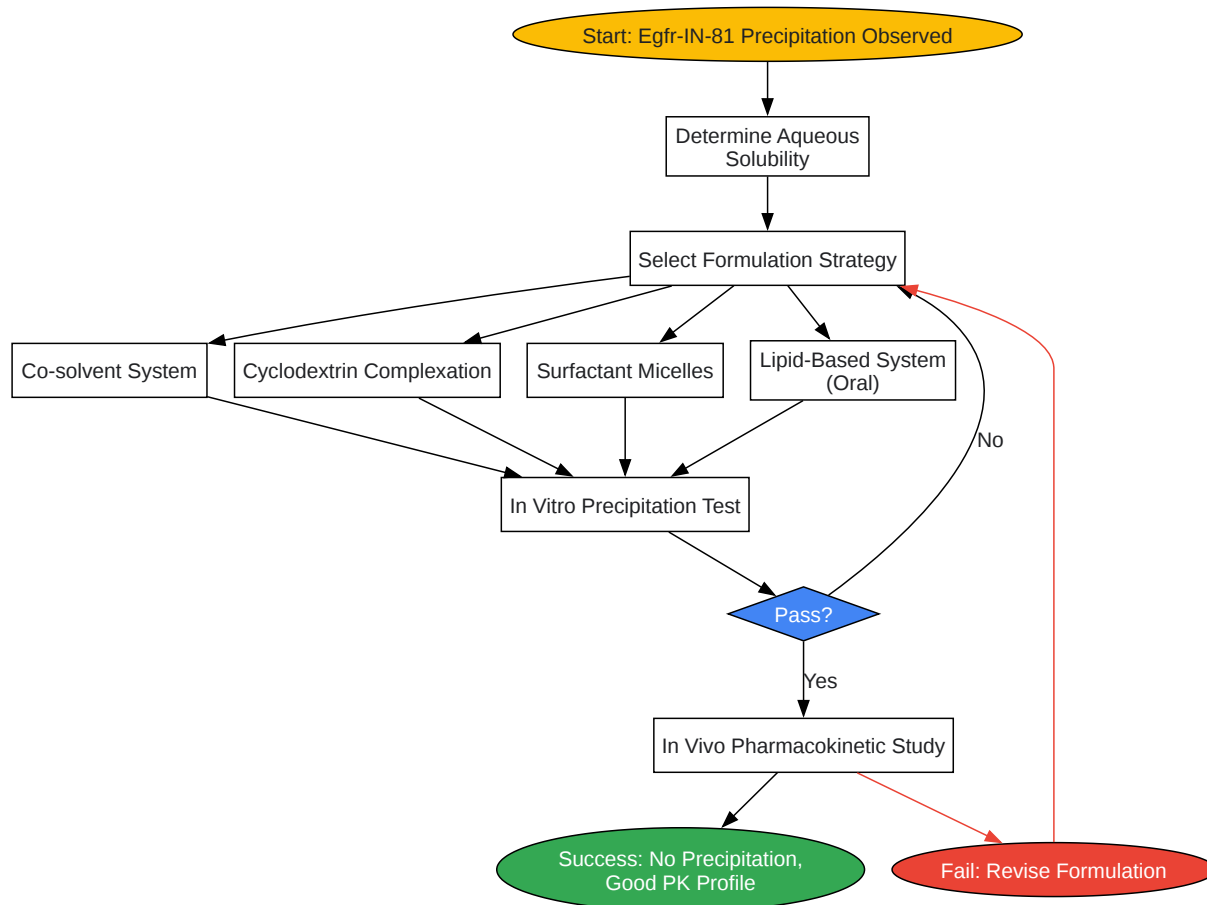 Start: Egfr-IN-81 Precipitation Observed
Determine Aqueous
Solubility
Select Formulation Strategy
Co-solvent System
Cyclodextrin Complexation
Surfactant Micelles
Lipid-Based System
(Oral)
No
In Vitro Precipitation Test
Pass?
Yes
In Vivo Pharmacokinetic Study
Success: No Precipitation,
Good PK Profile
Fail: Revise Formulation